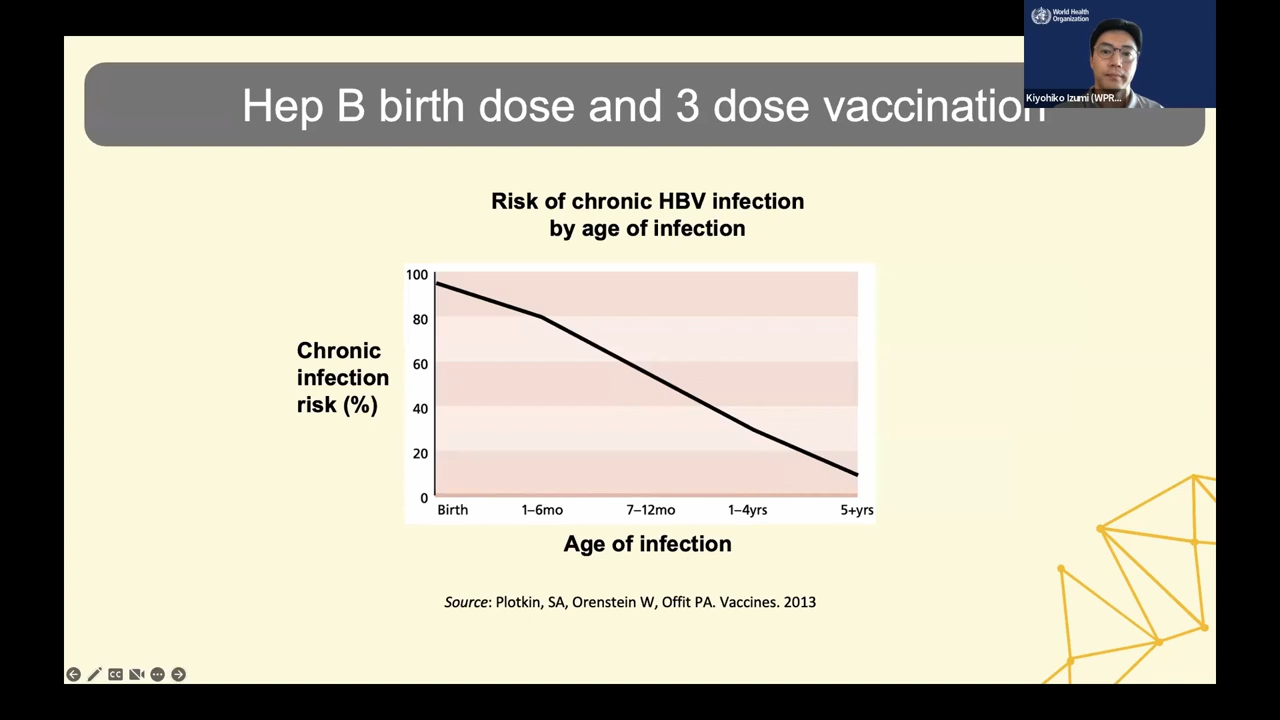 World Health
Organization
Kiyohiko Izumi (WPR...
Hep B birth dose and 3 dose vaccination
Risk of chronic HBV infection
by age of infection
Chronic
infection
risk (%)
100
80
60
40
20
0
Birth 1–6mo 7–12mo 1–4yrs 5+yrs
Age of infection
Source: Plotkin, SA, Orenstein W, Offit PA. Vaccines. 2013
CC